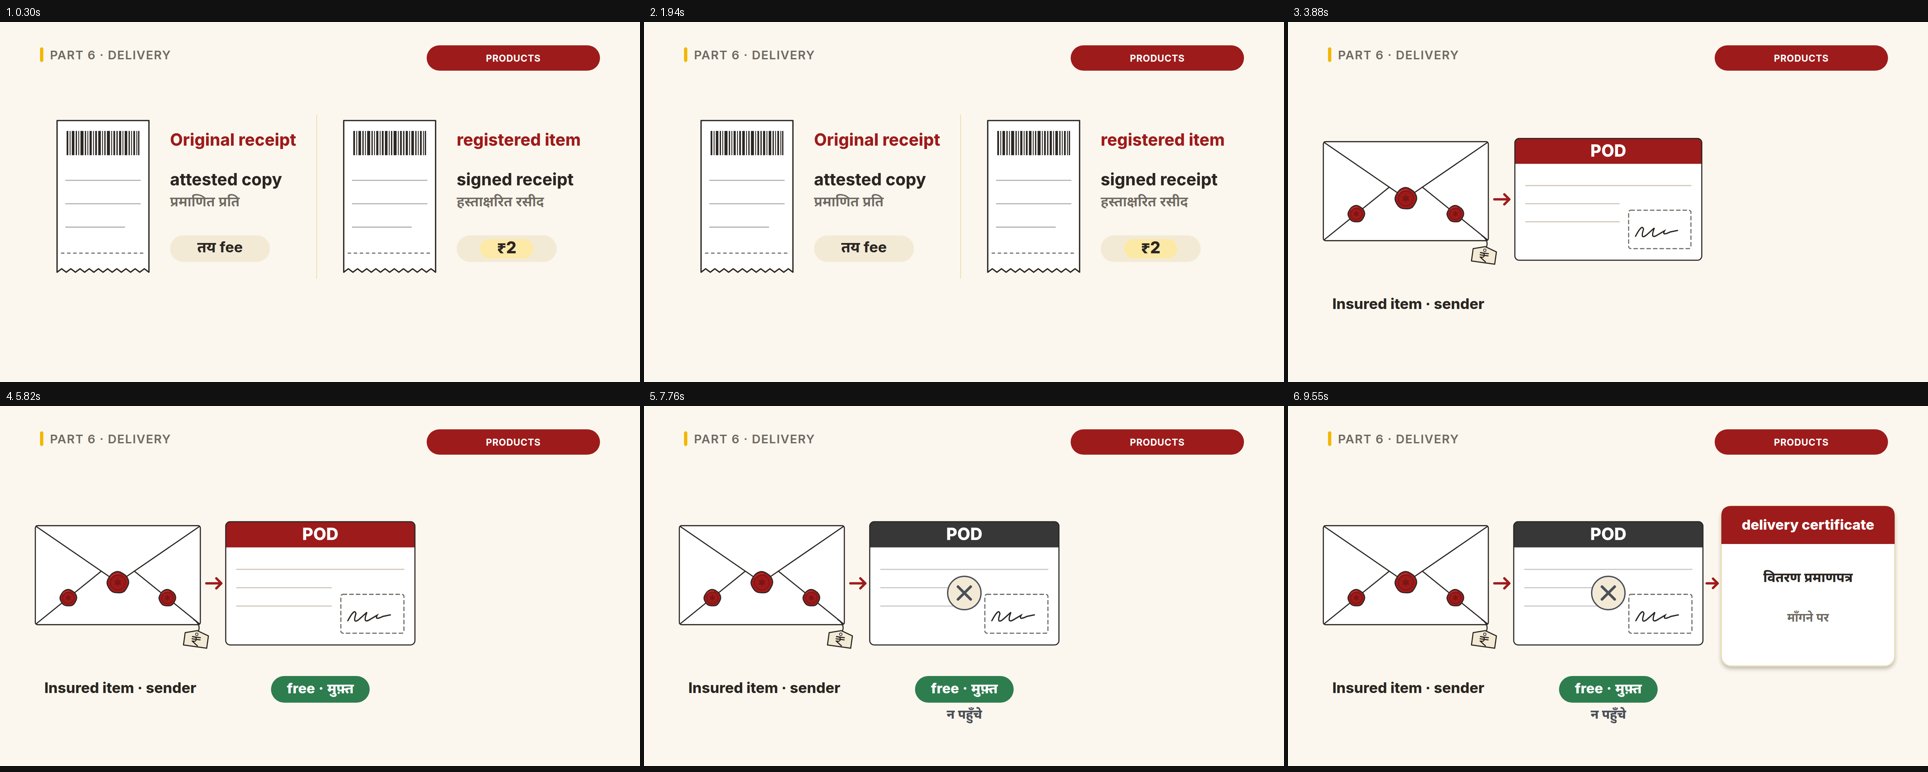 1. 0.30s
PART 6 · DELIVERY
PRODUCTS
Original receipt
attested copy
प्रमाणित प्रति
तय fee
registered item
signed receipt
हस्ताक्षरित रसीद
₹2
2. 1.94s
PART 6 · DELIVERY
PRODUCTS
Original receipt
attested copy
प्रमाणित प्रति
तय fee
registered item
signed receipt
हस्ताक्षरित रसीद
₹2
3. 3.88s
PART 6 · DELIVERY
PRODUCTS
POD
₹
Insured item · sender
4. 5.82s
PART 6 · DELIVERY
PRODUCTS
POD
₹
Insured item · sender
free · मुफ़्त
5. 7.76s
PART 6 · DELIVERY
PRODUCTS
POD
₹
Insured item · sender
free · मुफ़्त
न पहुँचे
6. 9.55s
PART 6 · DELIVERY
PRODUCTS
POD
₹
delivery certificate
वितरण प्रमाणपत्र
माँगने पर
Insured item · sender
free · मुफ़्त
न पहुँचे